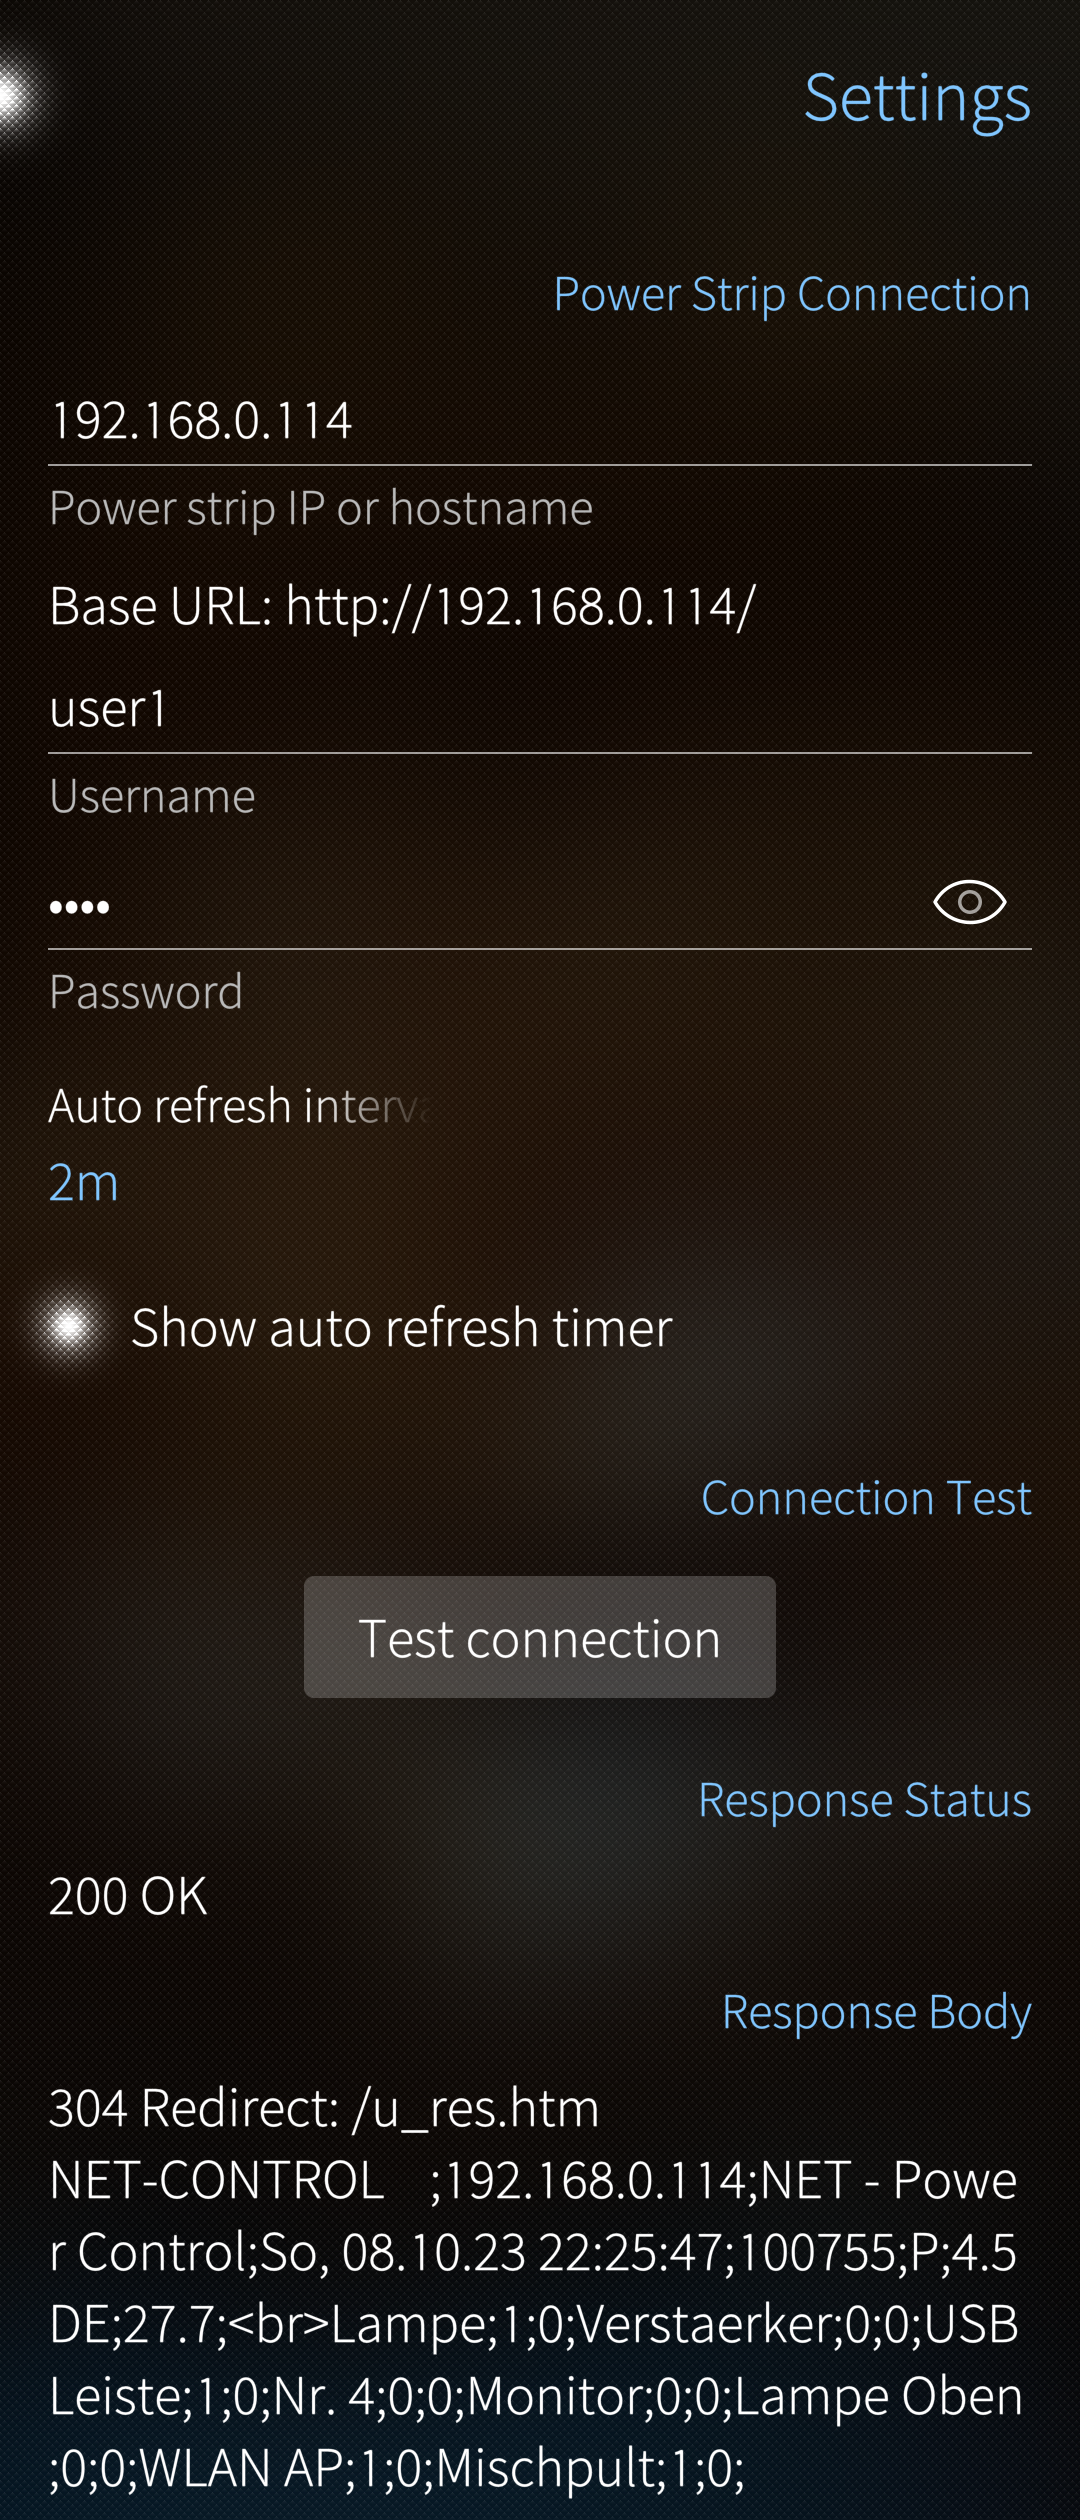 Settings
Power Strip Connection
192.168.0.114
Power strip IP or hostname
Base URL: http://192.168.0.114/
user1
Username
••••
Password
Auto refresh
2m
Show auto refresh timer
Connection Test
Test connection
Response Status
200 OK
Response Body
304 Redirect: /u_res.htm
NET-CONTROL    ;192.168.0.114;NET - Powe
r Control;So, 08.10.23 22:25:47;100755;P;4.5
DE;27.7;<br>Lampe;1;0;Verstaerker;0;0;USB
Leiste;1;0;Nr. 4;0;0;Monitor;0;0;Lampe Oben
;0;0;WLAN AP;1;0;Mischpult;1;0;